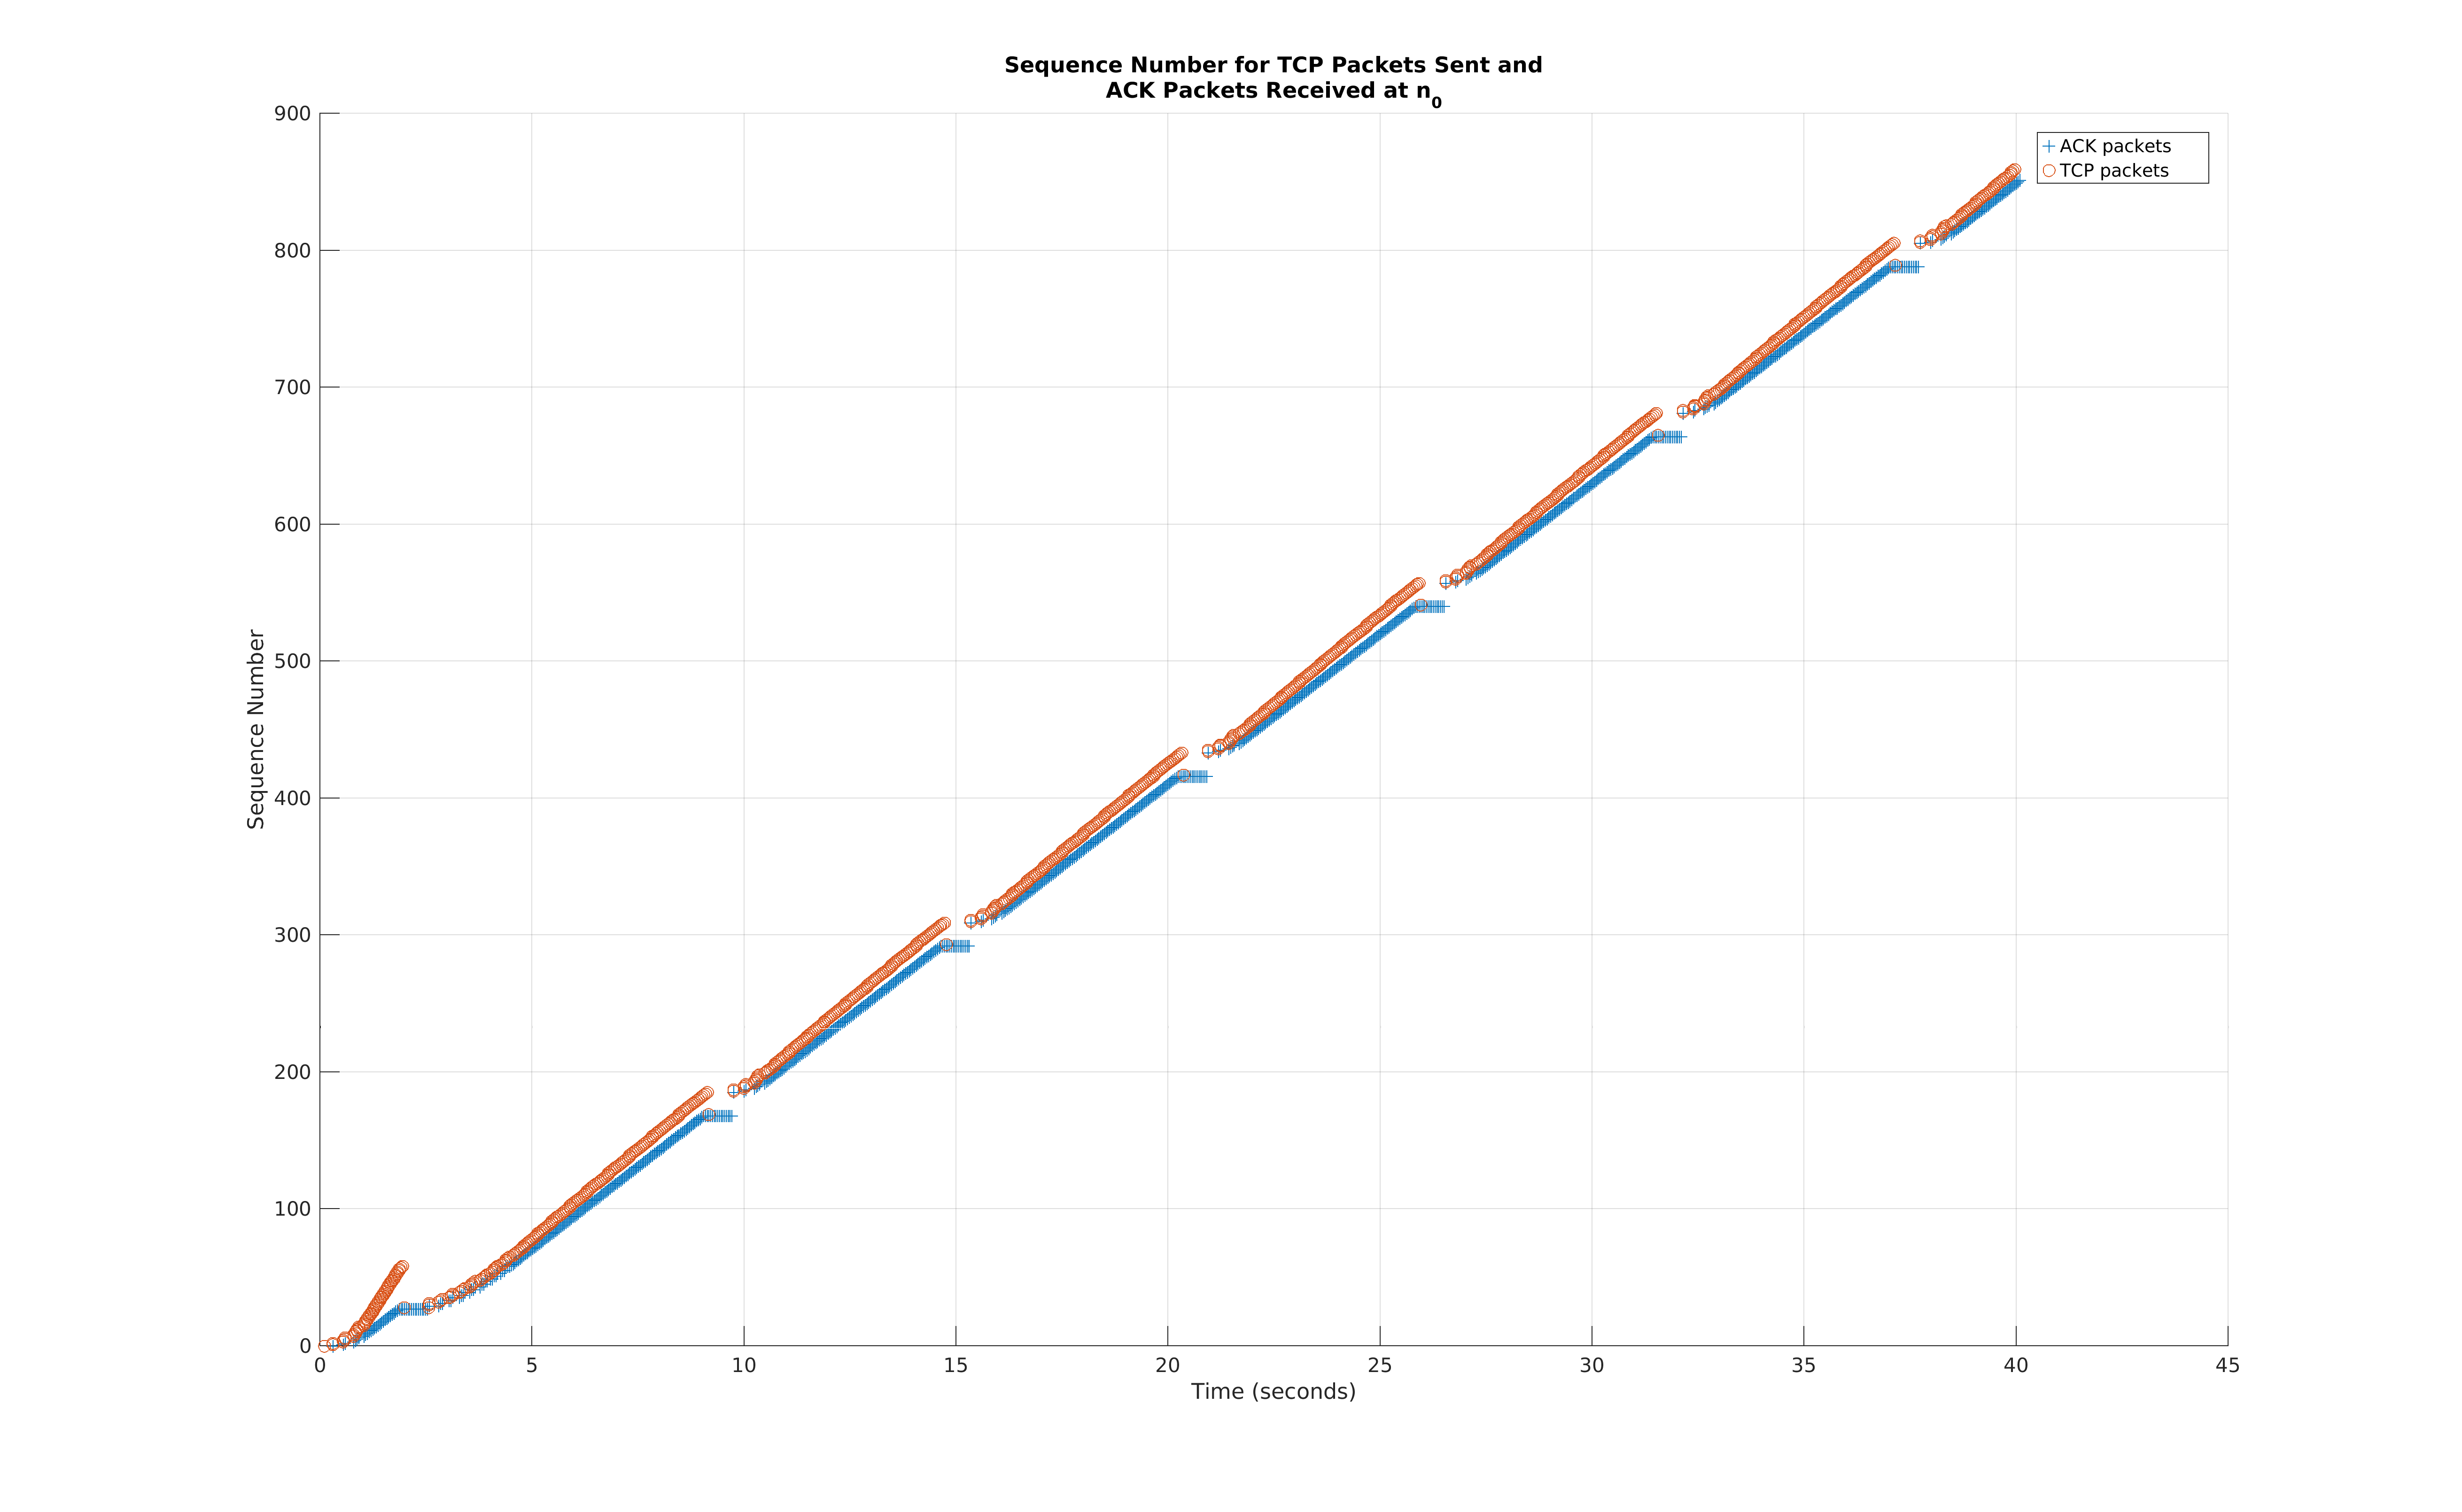 Sequence Number for TCP Packets Sent and
ACK Packets Received at n0
900
800
700
600
500
400
300
200
100
0
Sequence Number
ACK packets
TCP packets
0 5 10 15 20 25 30 35 40 45
Time (seconds)